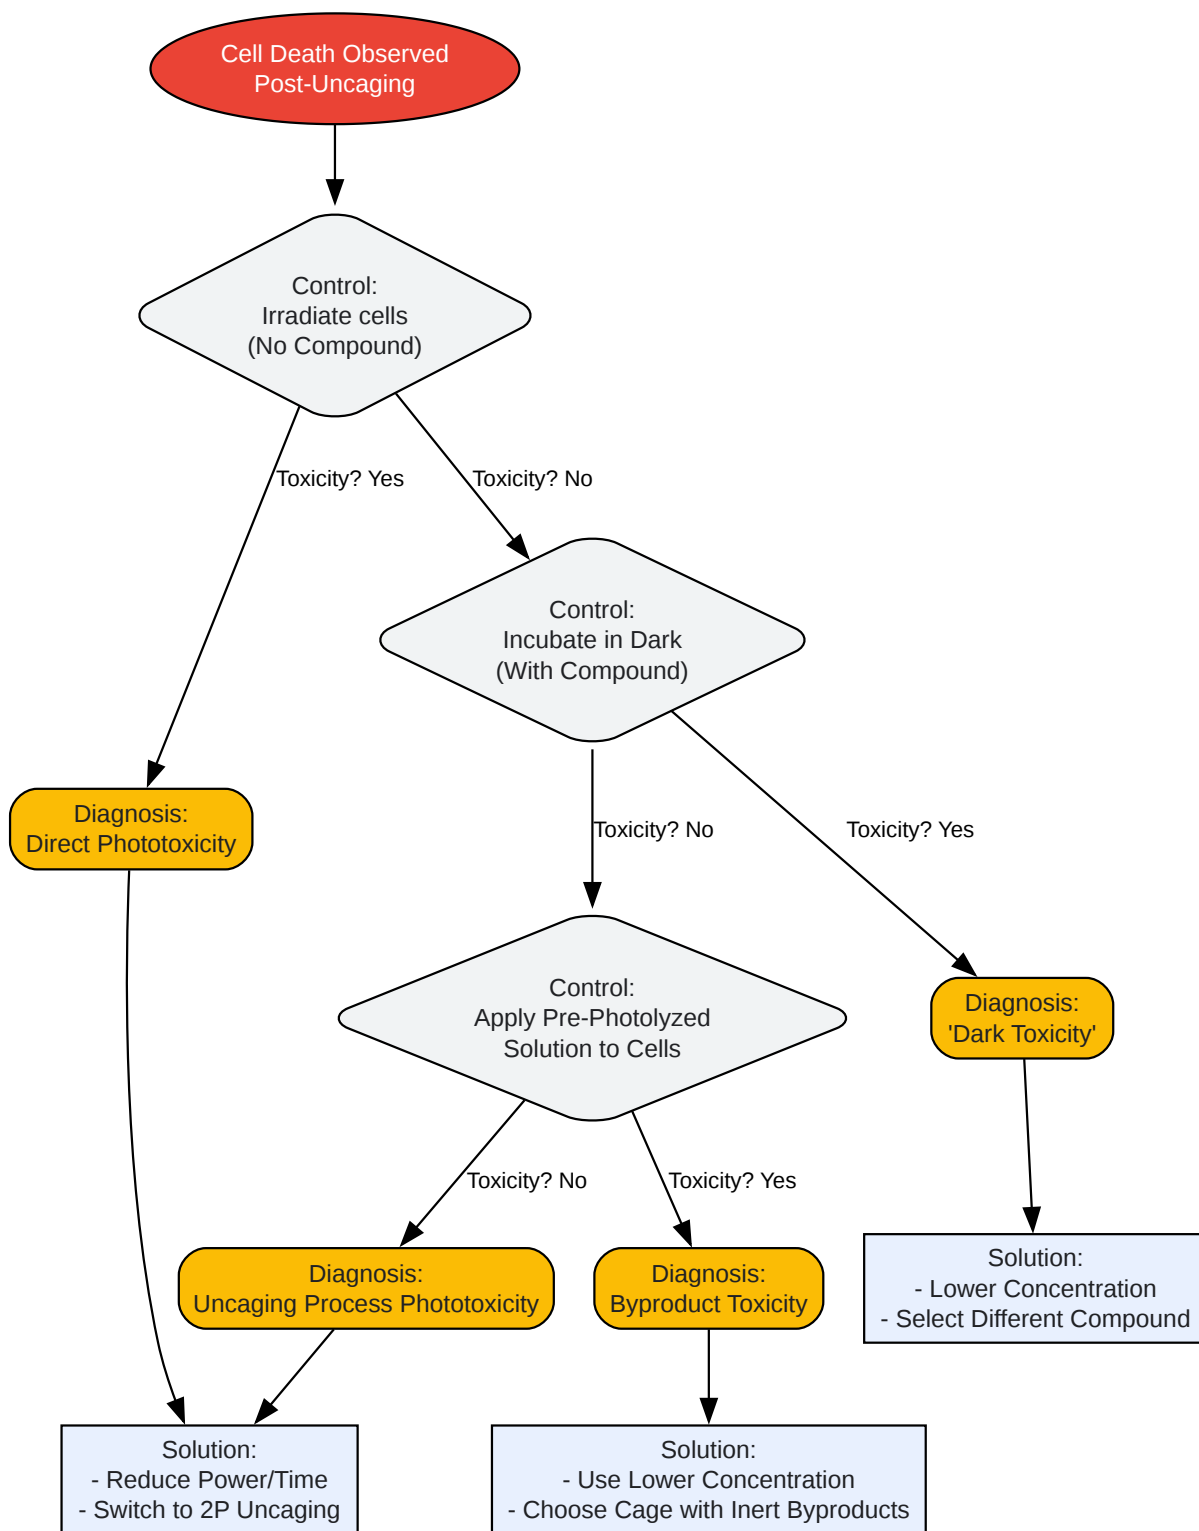 Cell Death Observed
Post-Uncaging
Control:
Irradiate cells
(No Compound)
Toxicity? Yes
Toxicity? No
Control:
Incubate in Dark
(With Compound)
Diagnosis:
Direct Phototoxicity
Toxicity? No
Toxicity? Yes
Control:
Apply Pre-Photolyzed
Solution to Cells
Diagnosis:
'Dark Toxicity'
Toxicity? No
Toxicity? Yes
Diagnosis:
Uncaging Process Phototoxicity
Diagnosis:
Byproduct Toxicity
Solution:
- Lower Concentration
- Select Different Compound
Solution:
- Reduce Power/Time
- Switch to 2P Uncaging
Solution:
- Use Lower Concentration
- Choose Cage with Inert Byproducts